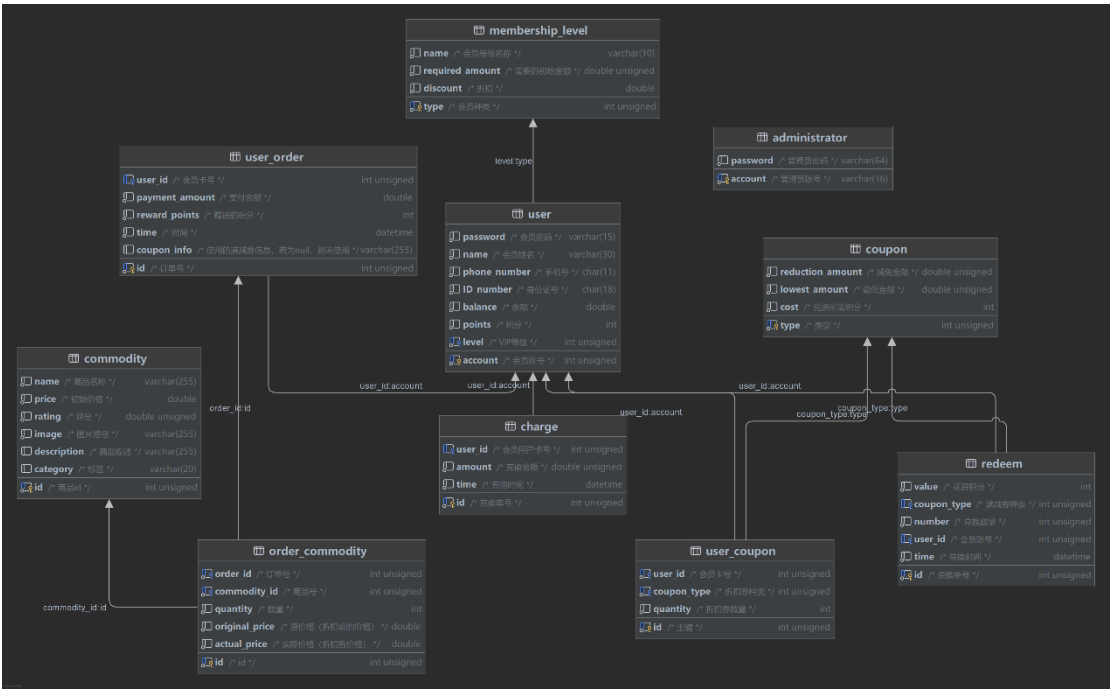 membership_level
name /* 会员等级名称 */ varchar(10)
required_amount /* 需要的初始金额 */ double unsigned
discount /* 折扣 */ double
type /* 会员种类 */ int unsigned
administrator
password /* 管理员密码 */ varchar(64)
account /* 管理员账号 */ varchar(16)
level:type
user_order
user_id /* 会员卡号 */ int unsigned
payment_amount /* 支付金额 */ double
reward_points /* 赠送的积分 */ int
time /* 时间 */ datetime
coupon_info /* 使用的满减券信息，若为null，则未使用 */ varchar(255)
id /* 订单号 */ int unsigned
user
password /* 会员密码 */ varchar(15)
name /* 会员姓名 */ varchar(30)
phone_number /* 手机号 */ char(11)
ID_number /* 身份证号 */ char(18)
balance /* 余额 */ double
points /* 积分 */ int
level /* VIP等级 */ int unsigned
account /* 会员账号 */ int unsigned
coupon
reduction_amount /* 减免金额 */ double unsigned
lowest_amount /* 最低金额 */ double unsigned
cost /* 兑换所需积分 */ int
type /* 类型 */ int unsigned
commodity
name /* 商品名称 */ varchar(255)
price /* 初始价格 */ double
rating /* 评分 */ double unsigned
image /* 图片路径 */ varchar(255)
description /* 商品描述 */ varchar(255)
category /* 标签 */ varchar(20)
id /* 商品id */ int unsigned
user_id:account
user_id:account
user_id:account
order_id:id
user_id:account
coupon_type:type
coupon_type:type
charge
user_id /* 会员用户卡号 */ int unsigned
amount /* 充值金额 */ double unsigned
time /* 充值时间 */ datetime
id /* 充值单号 */ int unsigned
redeem
value /* 花费积分 */ int
coupon_type /* 满减券种类 */ int unsigned
number /* 兑换数量 */ int unsigned
user_id /* 会员账号 */ int unsigned
time /* 兑换时间 */ datetime
id /* 兑换单号 */ int unsigned
order_commodity
order_id /* 订单号 */ int unsigned
commodity_id /* 商品号 */ int unsigned
quantity /* 数量 */ int
original_price /* 原价格（折扣前的价格） */ double
actual_price /* 实际价格（折扣后价格） */ double
id /* id */ int unsigned
commodity_id:id
user_coupon
user_id /* 会员卡号 */ int unsigned
coupon_type /* 折扣券种类 */ int unsigned
quantity /* 折扣券数量 */ int
id /* 主键 */ int unsigned